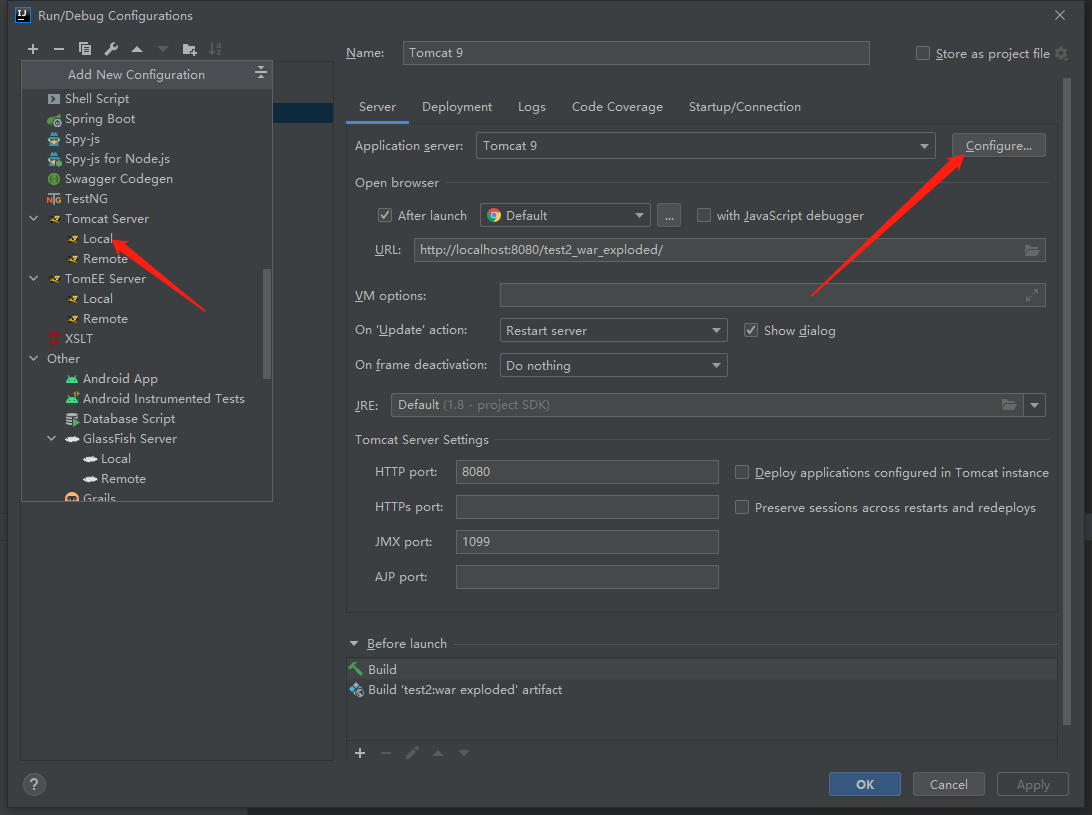 Run/Debug Configurations
Add New Configuration
Shell Script
Spring Boot
Spy-js
Spy-js for Node.js
Swagger Codegen
TestNG
Tomcat Server
Local
Remote
TomEE Server
Local
Remote
XSLT
Other
Android App
Android Instrumented Tests
Database Script
GlassFish Server
Local
Remote
Grails
Name: Tomcat 9 Store as project file
Server Deployment Logs Code Coverage Startup/Connection
Application server: Tomcat 9 Configure...
Open browser
After launch Default ... with JavaScript debugger
URL: http://localhost:8080/test2_war_exploded/
VM options:
On 'Update' action: Restart server Show dialog
On frame deactivation: Do nothing
JRE: Default (1.8 - project SDK)
Tomcat Server Settings
HTTP port: 8080 Deploy applications configured in Tomcat instance
HTTPs port: Preserve sessions across restarts and redeploys
JMX port: 1099
AJP port:
Before launch
Build
Build 'test2:war exploded' artifact
? OK Cancel Apply